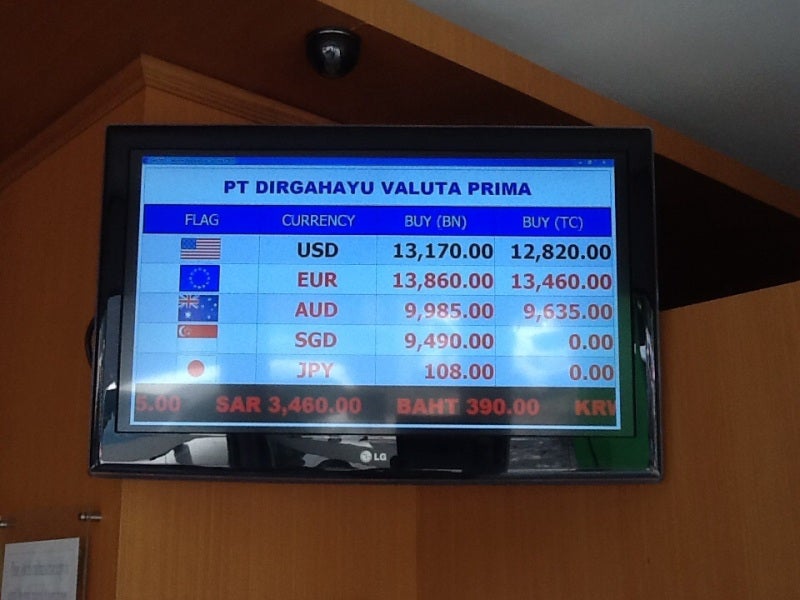 PT DIRGAHAYU VALUTA PRIMA
FLAG CURRENCY BUY (BN) BUY (TC)
USD 13,170.00 12,820.00
EUR 13,860.00 13,460.00
AUD 9,985.00 9,635.00
SGD 9,490.00 0.00
JPY 108.00 0.00
5.00 SAR 3,460.00 BAHT 390.00 KRW
LG